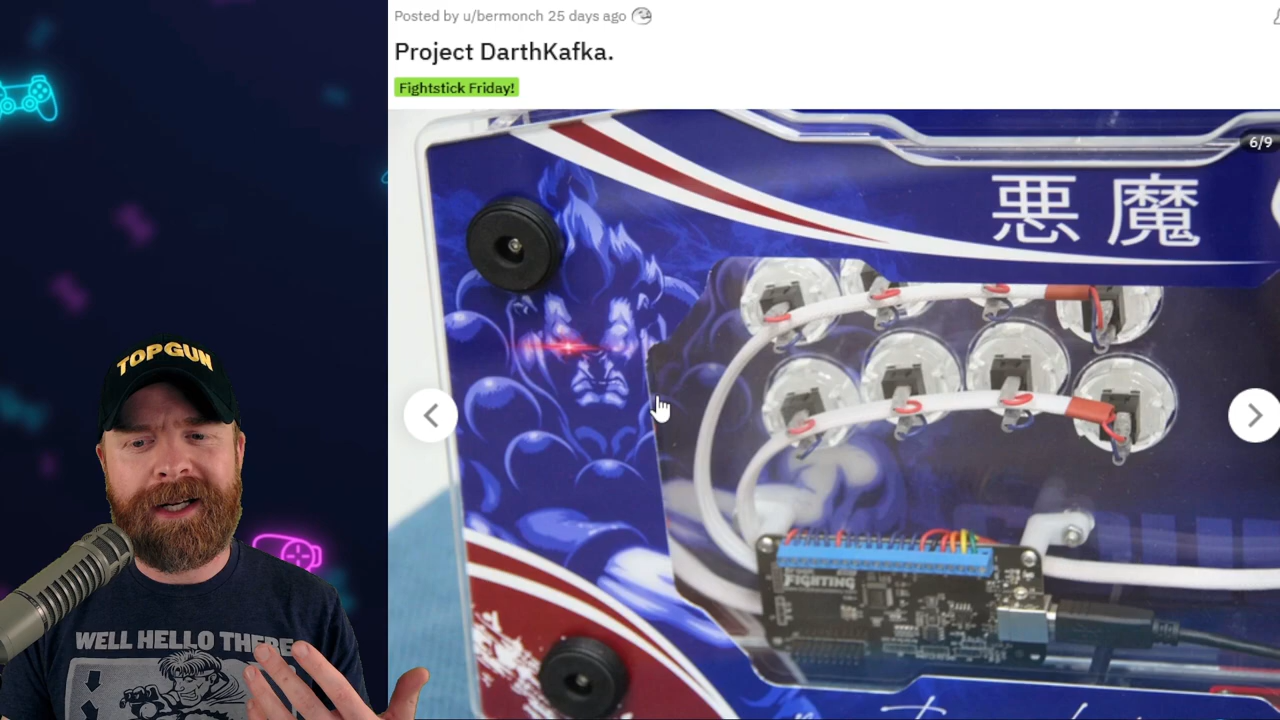 Posted by u/bermonch 25 days ago
Project DarthKafka.
Fightstick Friday!
6/9
悪魔
TOPGUN
FIGHTING
WELL HELLO THERE